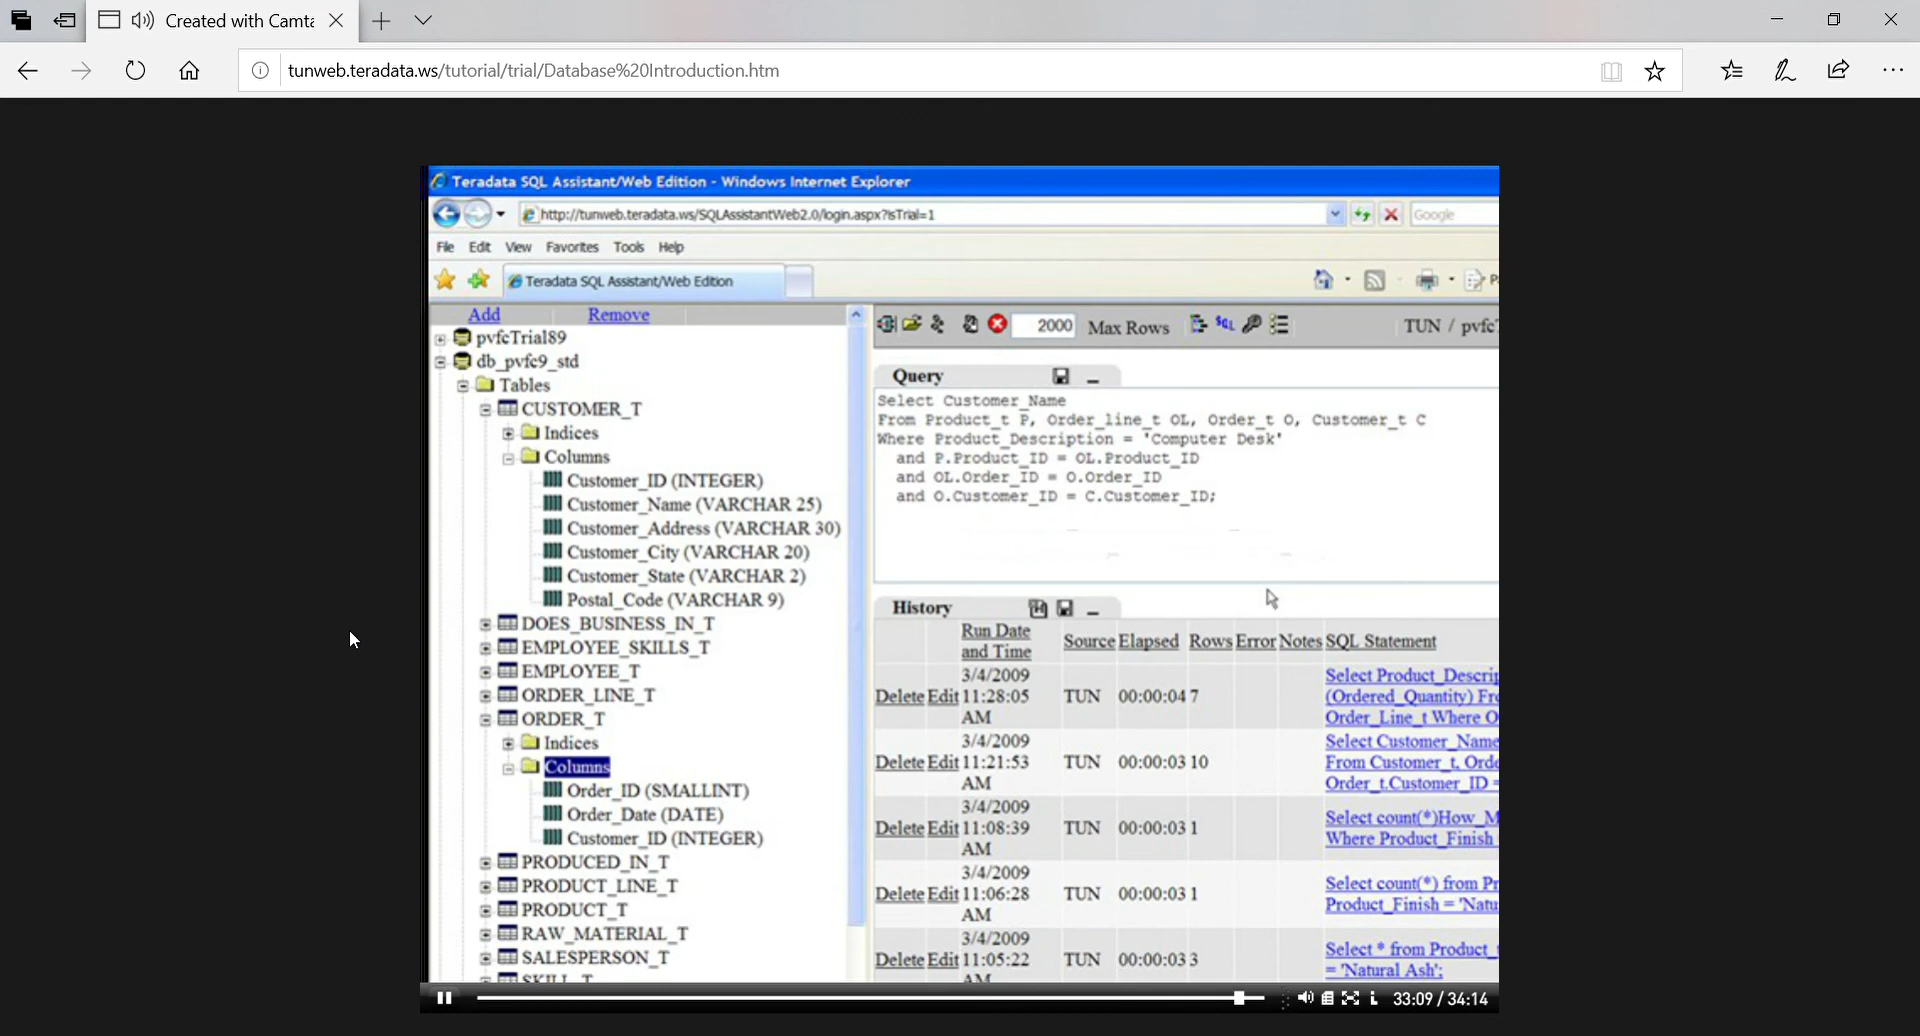 Created with Camta
tunweb.teradata.ws/tutorial/trial/Database%20Introduction.htm
Teradata SQL Assistant/Web Edition - Windows Internet Explorer
http://tunweb.teradata.ws/SQLAssistantWeb2.0/login.aspx?isTrial=1
Google
File Edit View Favorites Tools Help
Teradata SQL Assistant/Web Edition
P
Add Remove
pvfcTrial89
db_pvfc9_std
Tables
CUSTOMER_T
Indices
Columns
Customer_ID (INTEGER)
Customer_Name (VARCHAR 25)
Customer_Address (VARCHAR 30)
Customer_City (VARCHAR 20)
Customer_State (VARCHAR 2)
Postal_Code (VARCHAR 9)
DOES_BUSINESS_IN_T
EMPLOYEE_SKILLS_T
EMPLOYEE_T
ORDER_LINE_T
ORDER_T
Indices
Columns
Order_ID (SMALLINT)
Order_Date (DATE)
Customer_ID (INTEGER)
PRODUCED_IN_T
PRODUCT_LINE_T
PRODUCT_T
RAW_MATERIAL_T
SALESPERSON_T
SKILL_T
2000 Max Rows SQL TUN / pvfcT
Query
Select Customer_Name
From Product_t P, Order_line_t OL, Order_t O, Customer_t C
Where Product_Description = 'Computer Desk'
and P.Product_ID = OL.Product_ID
and OL.Order_ID = O.Order_ID
and O.Customer_ID = C.Customer_ID;
History
Run Date and Time Source Elapsed Rows Error Notes SQL Statement
Delete Edit 3/4/2009 11:28:05 AM TUN 00:00:04 7
Select Product_Descrip
(Ordered_Quantity) Fro
Order_Line_t Where O
Delete Edit 3/4/2009 11:21:53 AM TUN 00:00:03 10
Select Customer_Name
From Customer_t, Orde
Order_t.Customer_ID =
Delete Edit 3/4/2009 11:08:39 AM TUN 00:00:03 1
Select count(*)How_M
Where Product_Finish
Delete Edit 3/4/2009 11:06:28 AM TUN 00:00:03 1
Select count(*) from Pr
Product_Finish = 'Natu
Delete Edit 3/4/2009 11:05:22 AM TUN 00:00:03 3
Select * from Product_t
= 'Natural Ash';
33:09 / 34:14